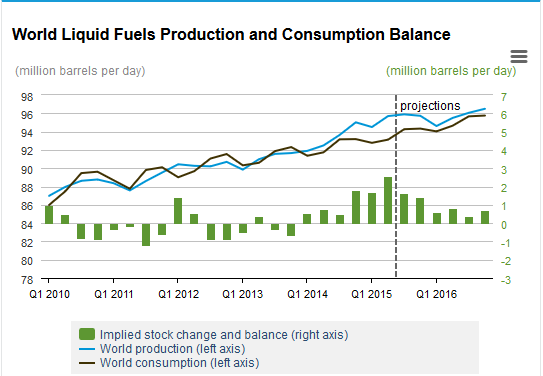 World Liquid Fuels Production and Consumption Balance
(million barrels per day) (million barrels per day)
98 7
96 projections 6
94 5
92 4
90 3
88 2
86 1
84 0
82 -1
80 -2
78 -3
Q1 2010 Q1 2011 Q1 2012 Q1 2013 Q1 2014 Q1 2015 Q1 2016
Implied stock change and balance (right axis)
World production (left axis)
World consumption (left axis)